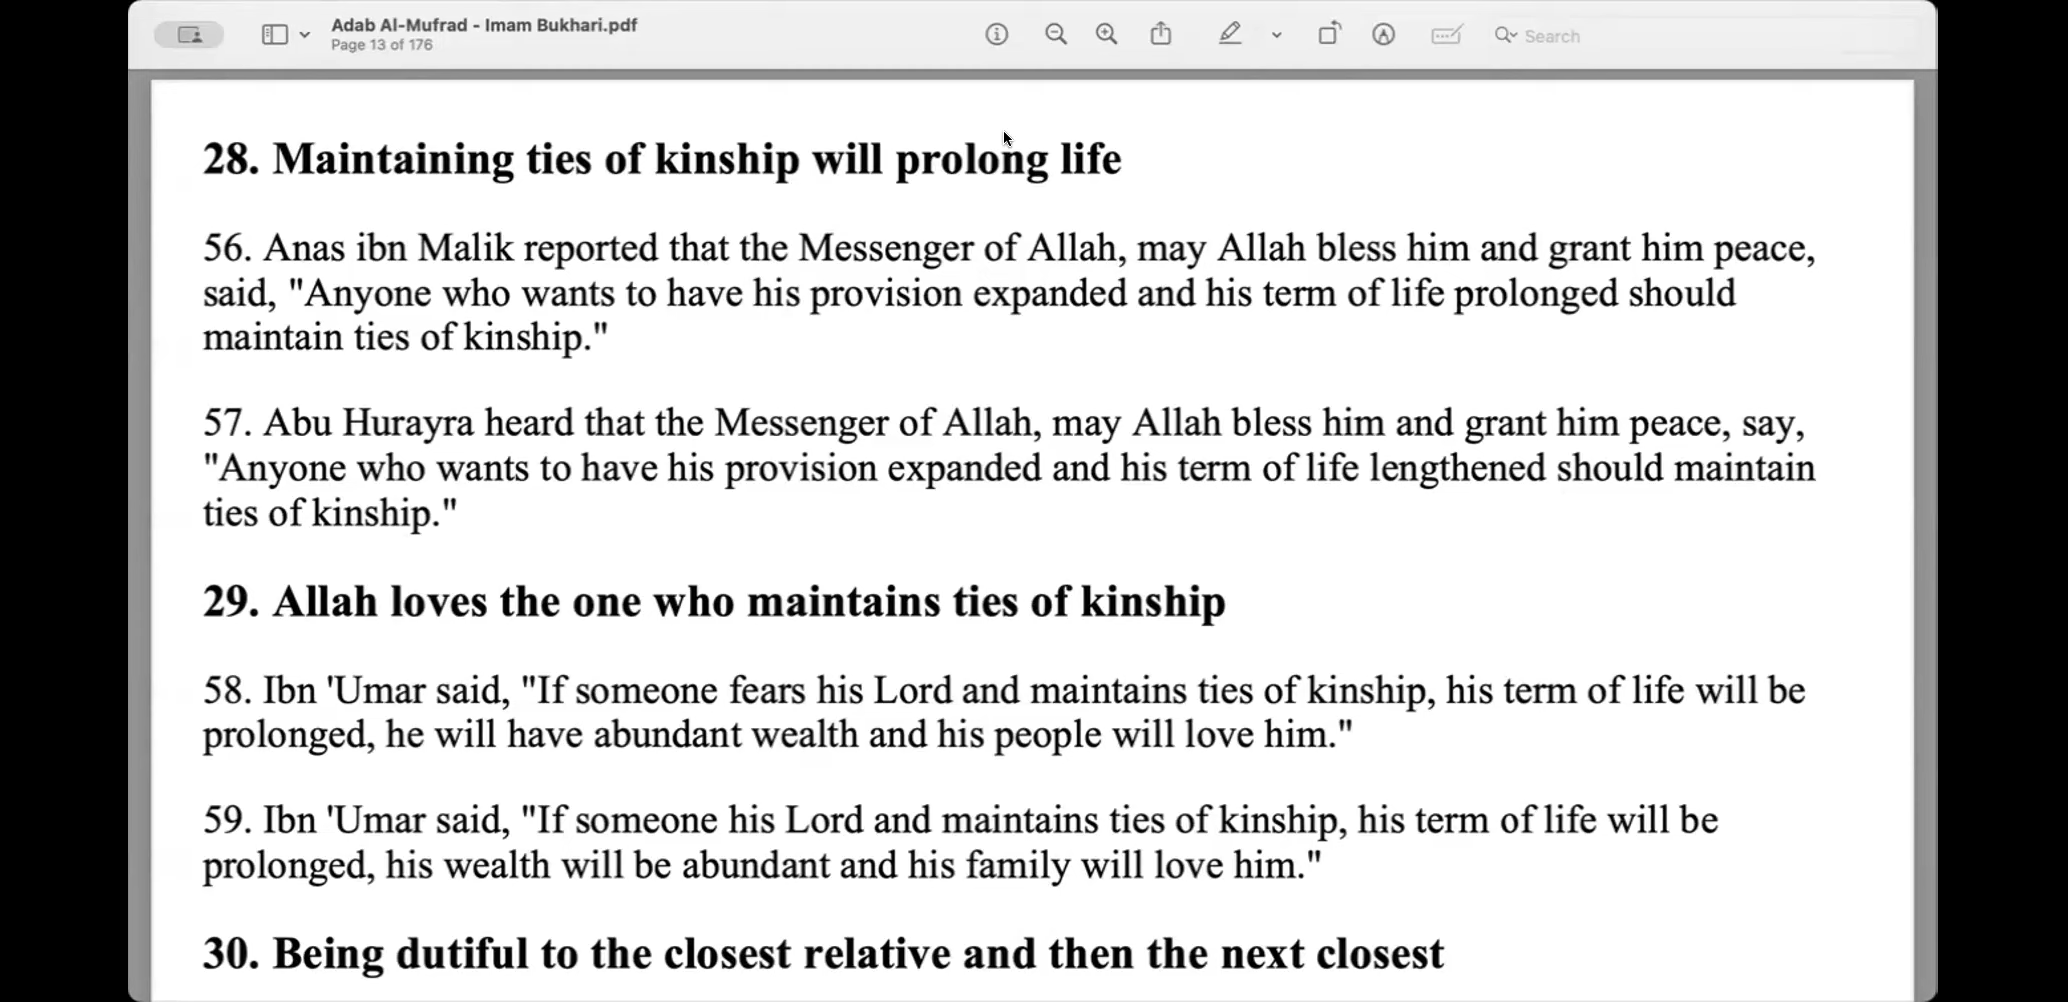 Adab Al-Mufrad - Imam Bukhari.pdf
Page 13 of 176
Search
28. Maintaining ties of kinship will prolong life
56. Anas ibn Malik reported that the Messenger of Allah, may Allah bless him and grant him peace,
said, "Anyone who wants to have his provision expanded and his term of life prolonged should
maintain ties of kinship."
57. Abu Hurayra heard that the Messenger of Allah, may Allah bless him and grant him peace, say,
"Anyone who wants to have his provision expanded and his term of life lengthened should maintain
ties of kinship."
29. Allah loves the one who maintains ties of kinship
58. Ibn 'Umar said, "If someone fears his Lord and maintains ties of kinship, his term of life will be
prolonged, he will have abundant wealth and his people will love him."
59. Ibn 'Umar said, "If someone his Lord and maintains ties of kinship, his term of life will be
prolonged, his wealth will be abundant and his family will love him."
30. Being dutiful to the closest relative and then the next closest